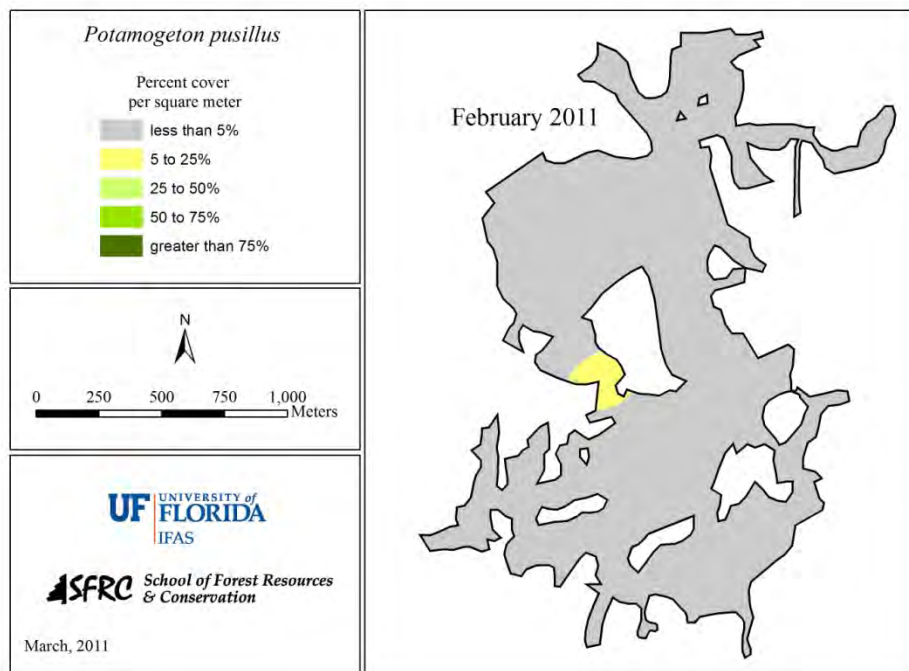 Potamogeton pusillus
Percent cover
per square meter
less than 5%
5 to 25%
25 to 50%
50 to 75%
greater than 75%
N
0 250 500 750 1,000
Meters
UF UNIVERSITY of
FLORIDA
IFAS
SFRC School of Forest Resources
& Conservation
March, 2011
February 2011